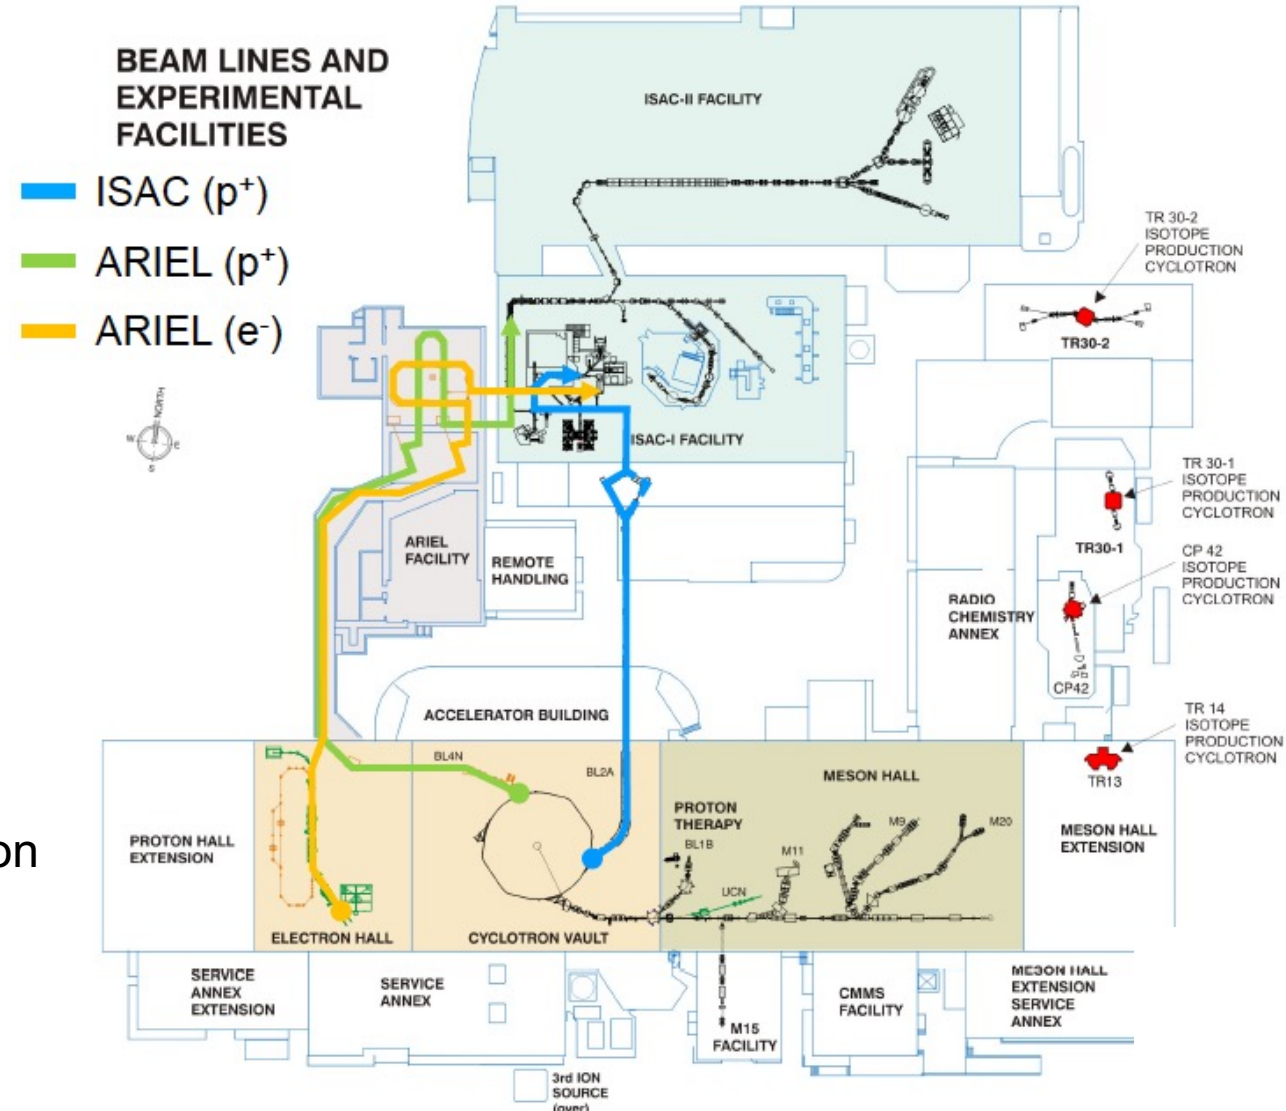 BEAM LINES AND
EXPERIMENTAL
FACILITIES
ISAC (p+)
ARIEL (p+)
ARIEL (e-)
NORTH
W
E
S
ISAC-II FACILITY
TR 30-2
ISOTOPE
PRODUCTION
CYCLOTRON
TR30-2
ISAC-I FACILITY
TR 30-1
ISOTOPE
PRODUCTION
CYCLOTRON
TR30-1
CP 42
ISOTOPE
PRODUCTION
CYCLOTRON
CP42
ARIEL
FACILITY
REMOTE
HANDLING
RADIO
CHEMISTRY
ANNEX
ACCELERATOR BUILDING
TR 14
ISOTOPE
PRODUCTION
CYCLOTRON
TR13
BL4N
BL2A
MESON HALL
PROTON
THERAPY
BL1B
M11
M9
M20
UCN
on
PROTON HALL
EXTENSION
MESON HALL
EXTENSION
ELECTRON HALL
CYCLOTRON VAULT
SERVICE
ANNEX
EXTENSION
SERVICE
ANNEX
M15
FACILITY
CMMS
FACILITY
MESON HALL
EXTENSION
SERVICE
ANNEX
3rd ION
SOURCE
(over)